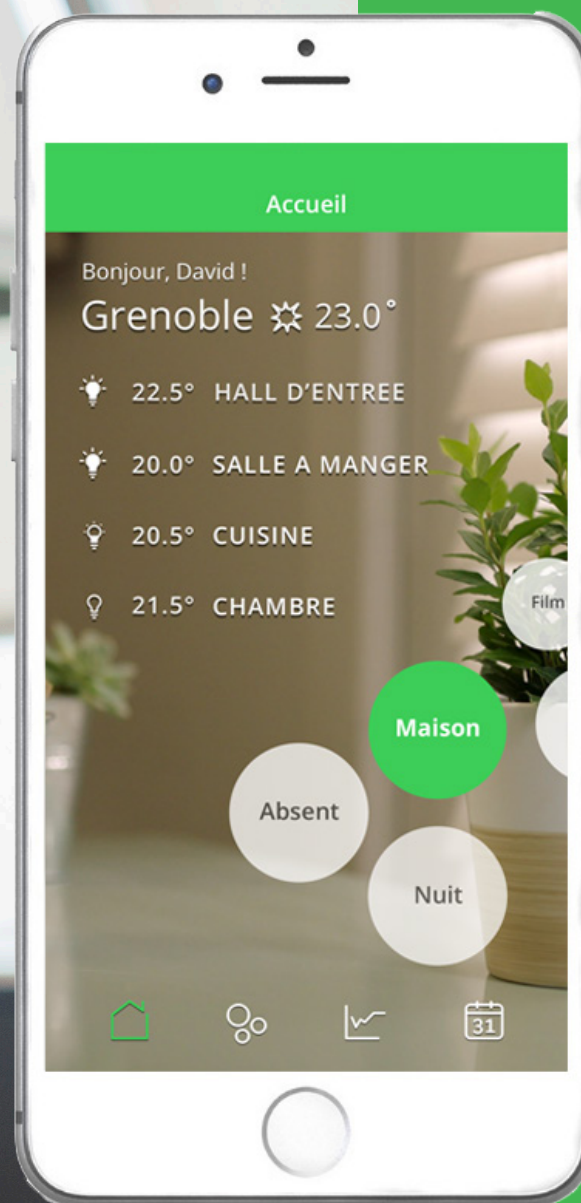 Accueil
Bonjour, David !
Grenoble 23.0°
22.5° HALL D'ENTREE
20.0° SALLE A MANGER
20.5° CUISINE
21.5° CHAMBRE
Film
Maison
Absent
Nuit
31